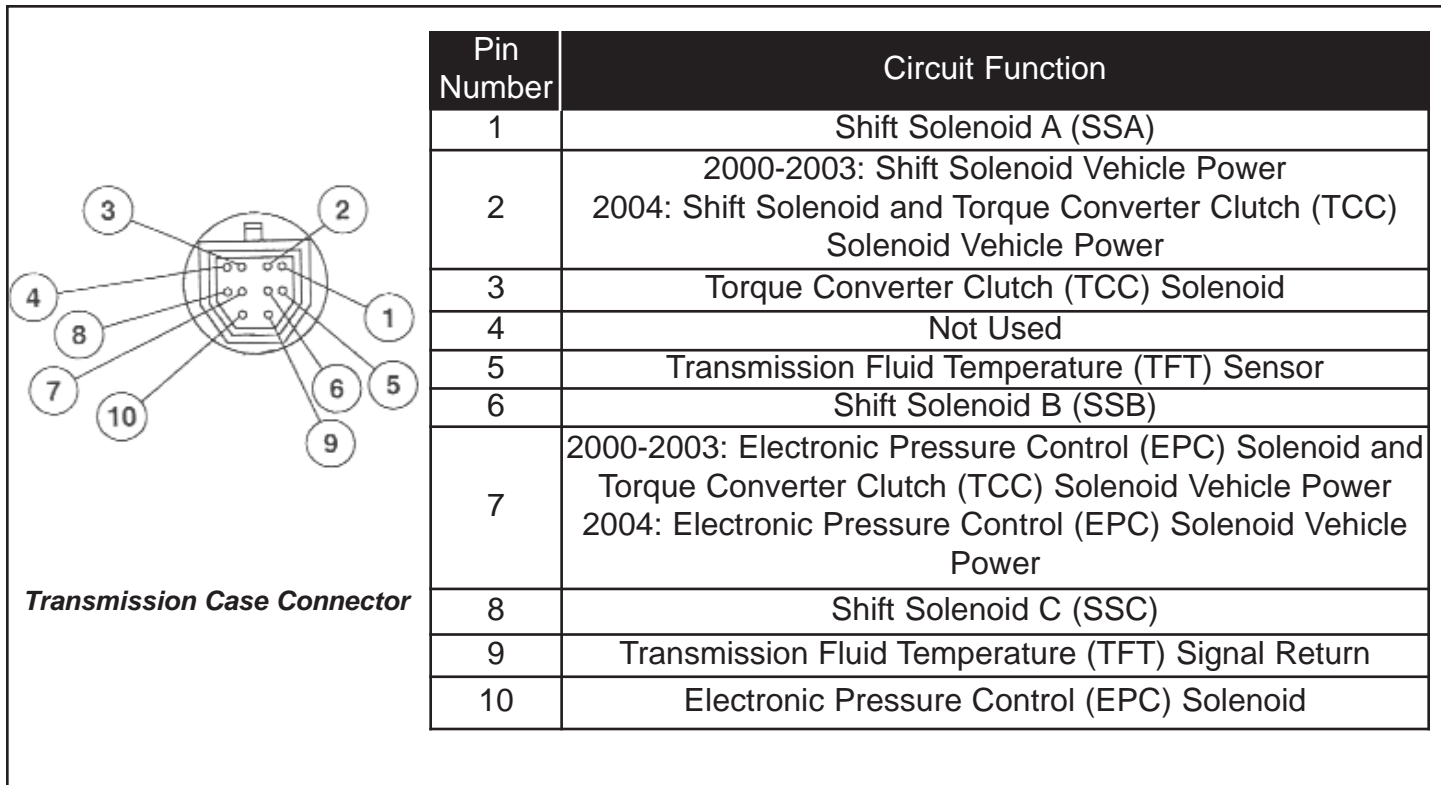 Pin
Number
Circuit Function
1
Shift Solenoid A (SSA)
2
2000-2003: Shift Solenoid Vehicle Power
2004: Shift Solenoid and Torque Converter Clutch (TCC)
Solenoid Vehicle Power
3
Torque Converter Clutch (TCC) Solenoid
4
Not Used
5
Transmission Fluid Temperature (TFT) Sensor
6
Shift Solenoid B (SSB)
7
2000-2003: Electronic Pressure Control (EPC) Solenoid and
Torque Converter Clutch (TCC) Solenoid Vehicle Power
2004: Electronic Pressure Control (EPC) Solenoid Vehicle
Power
8
Shift Solenoid C (SSC)
9
Transmission Fluid Temperature (TFT) Signal Return
10
Electronic Pressure Control (EPC) Solenoid
3
2
4
1
8
7
6
5
10
9
Transmission Case Connector